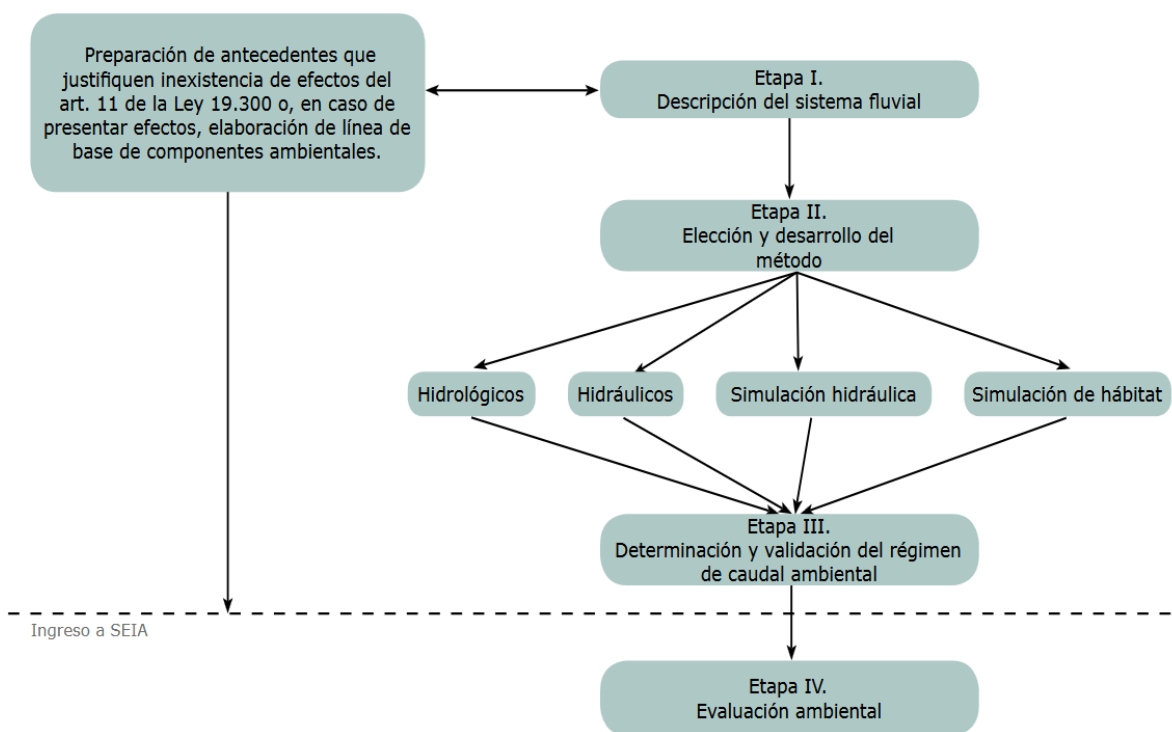 Preparación de antecedentes que
justifiquen inexistencia de efectos del
art. 11 de la Ley 19.300 o, en caso de
presentar efectos, elaboración de línea de
base de componentes ambientales.
Etapa I.
Descripción del sistema fluvial
Etapa II.
Elección y desarrollo del
método
Hidrológicos
Hidráulicos
Simulación hidráulica
Simulación de hábitat
Etapa III.
Determinación y validación del régimen
de caudal ambiental
Ingreso a SEIA
Etapa IV.
Evaluación ambiental